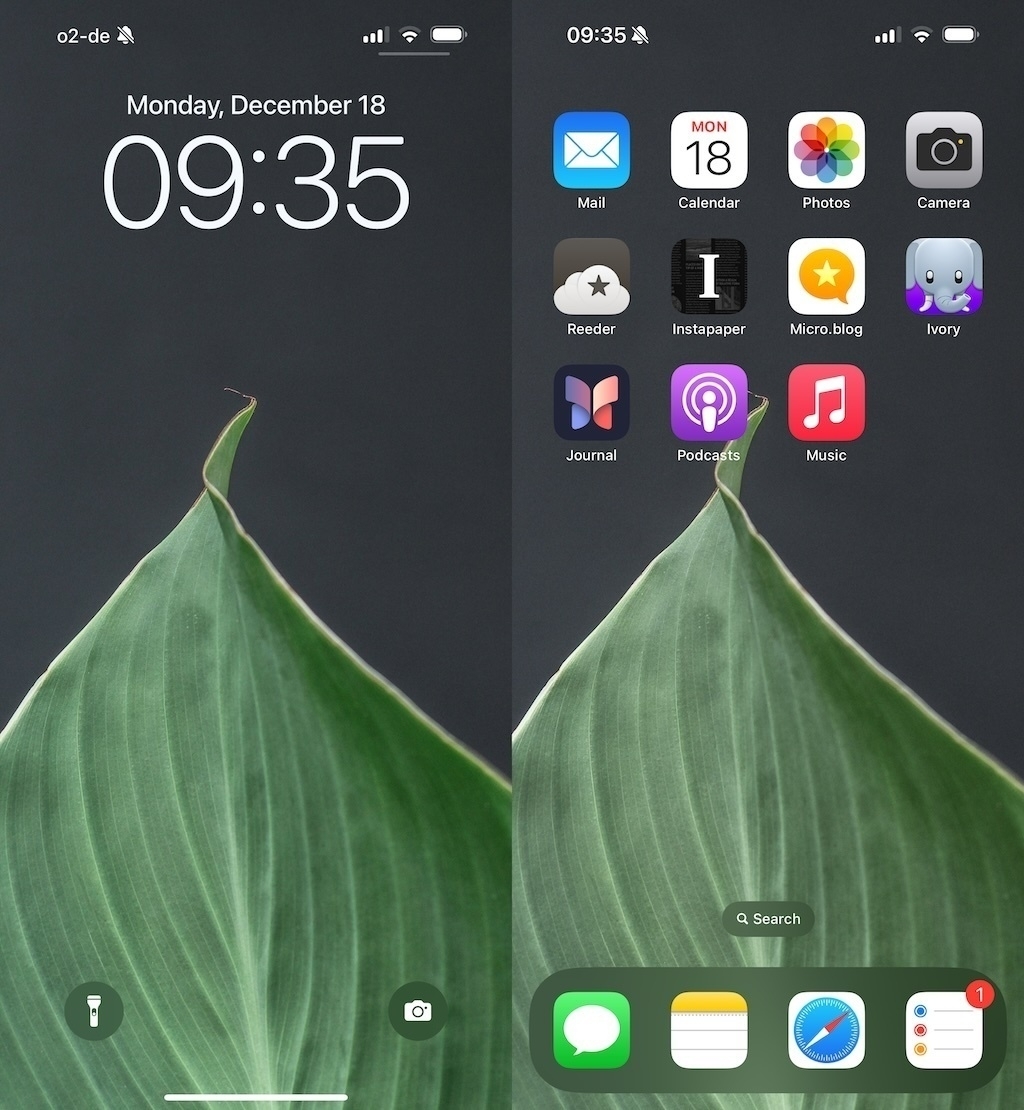 o2-de
Monday, December 18
09:35
09:35
MON
18
Mail
Calendar
Photos
Camera
I
Reeder
Instapaper
Micro.blog
Ivory
Journal
Podcasts
Music
Search
1